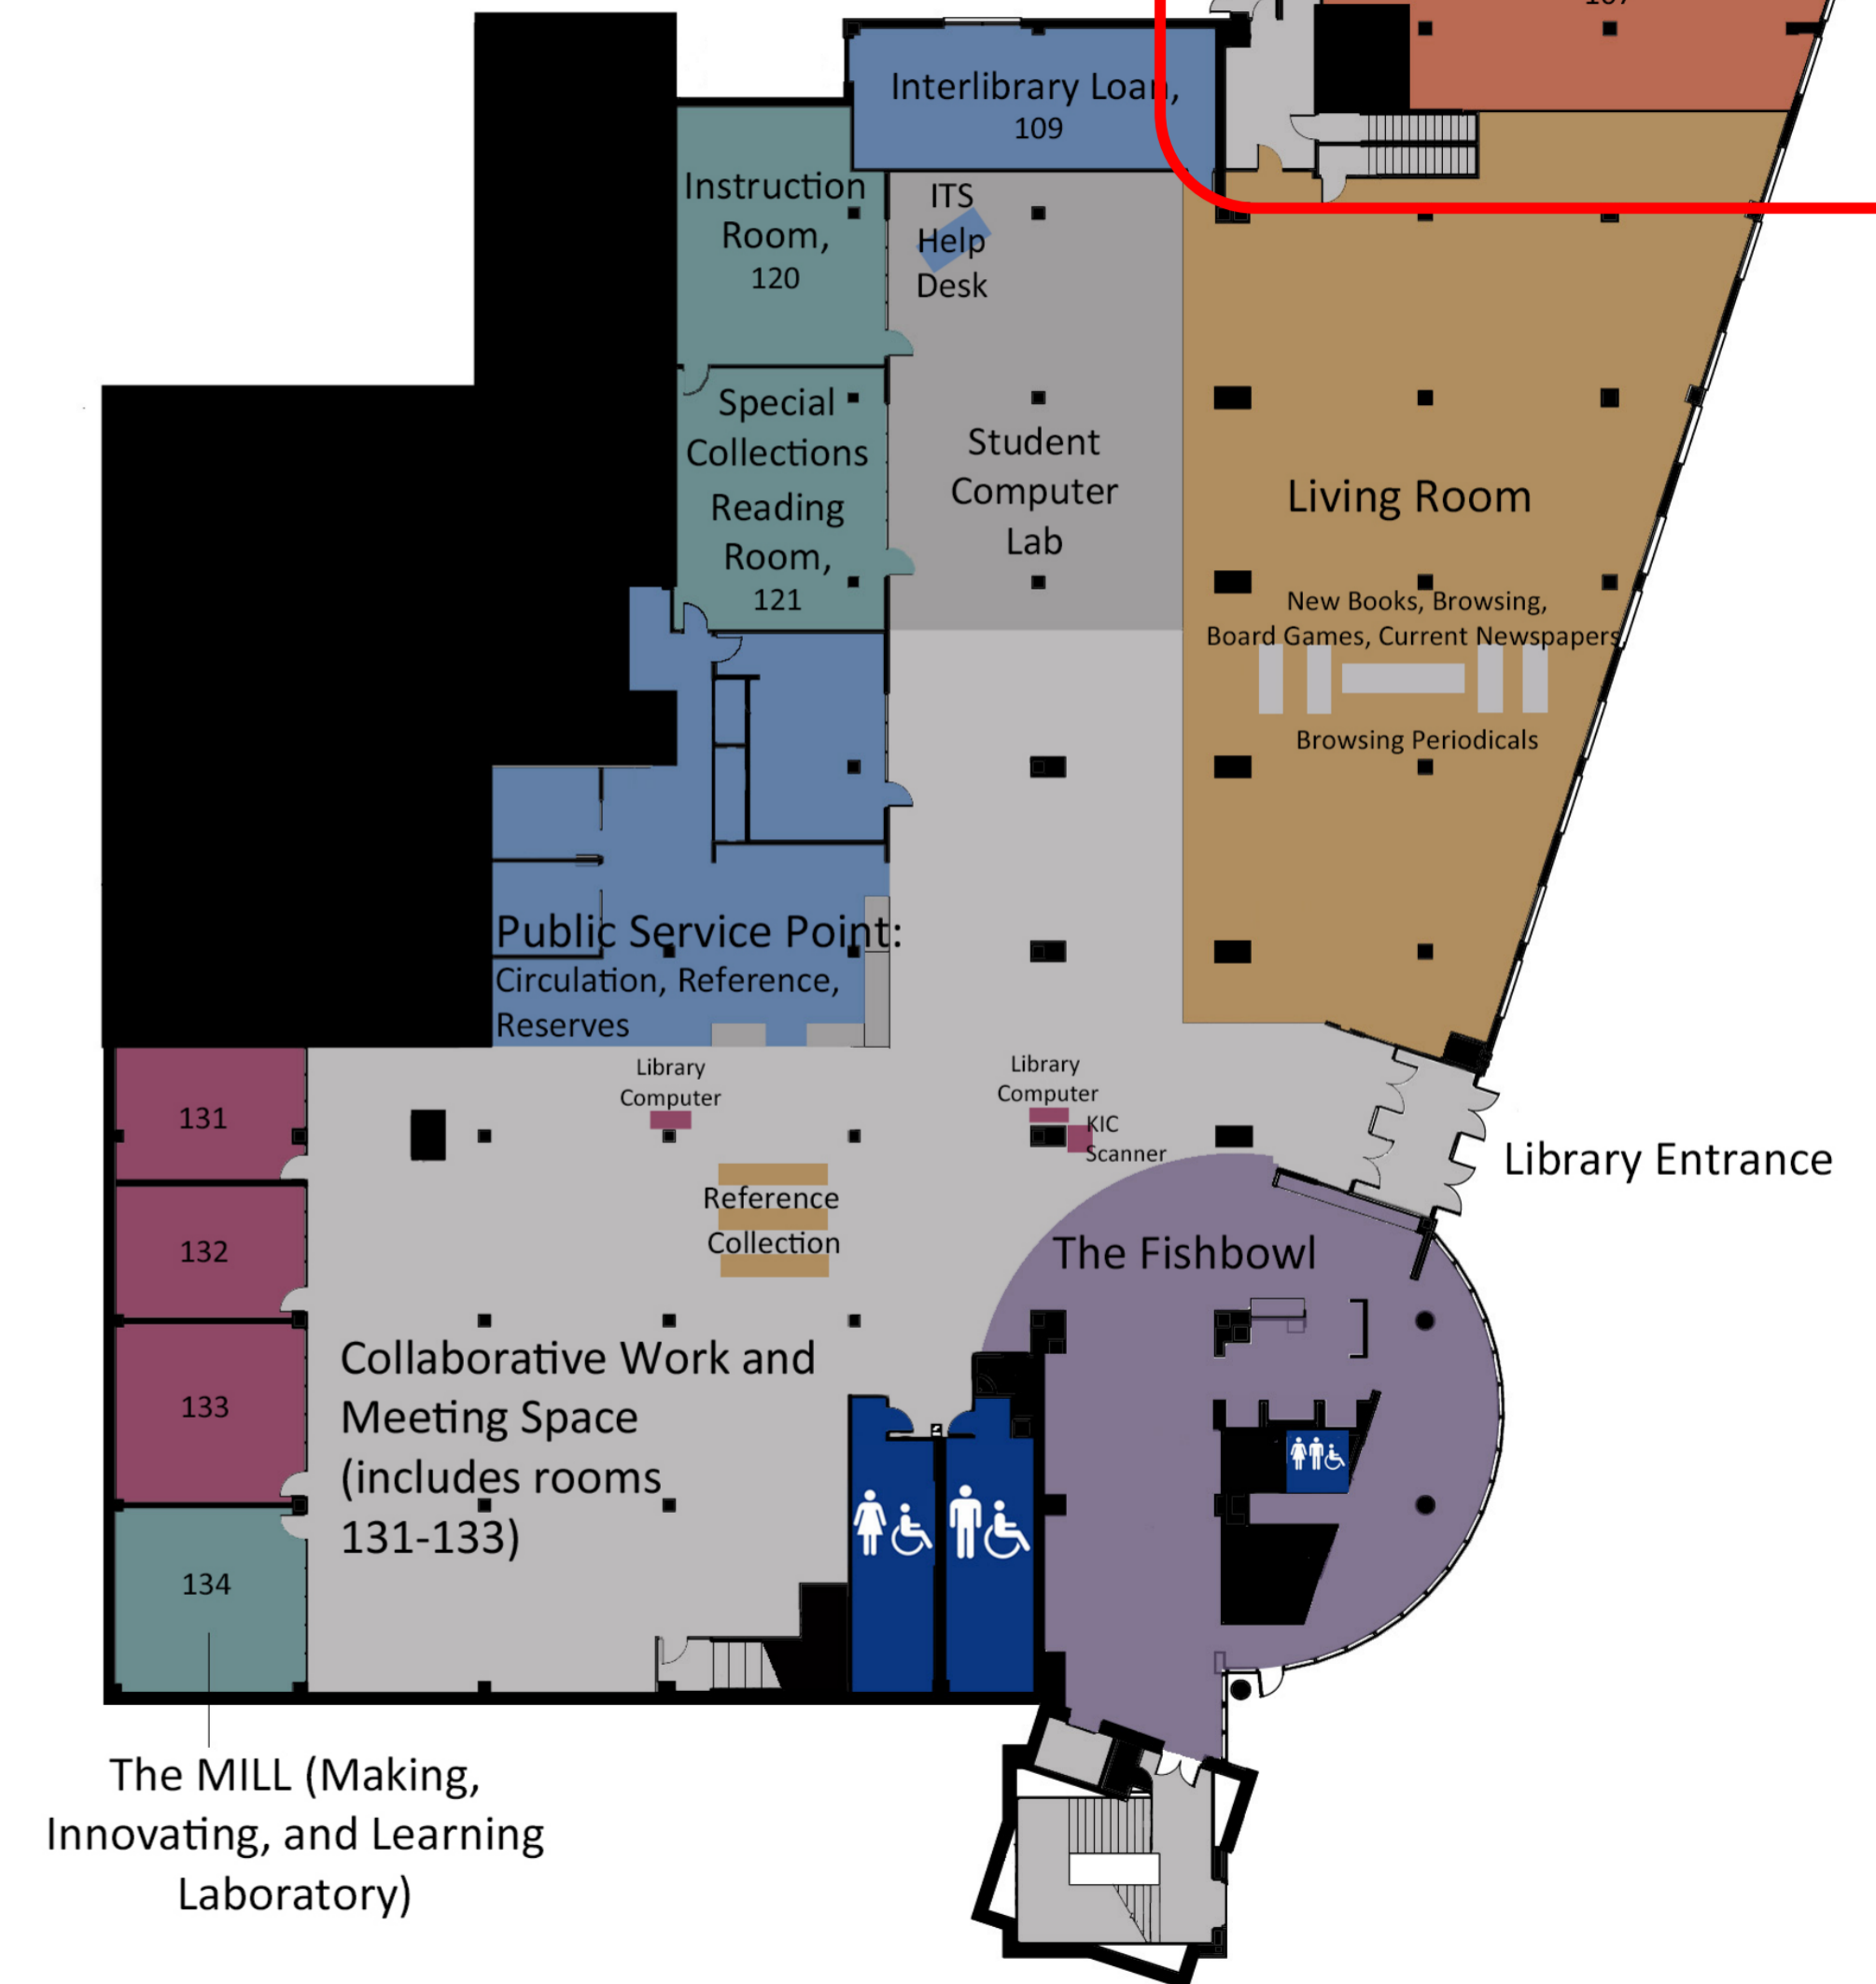 Interlibrary Loan,
109
Instruction
Room,
120
ITS
Help
Desk
Special
Collections
Reading
Room,
121
Student
Computer
Lab
Living Room
New Books, Browsing,
Board Games, Current Newspapers
Browsing Periodicals
Public Service Point:
Circulation, Reference,
Reserves
Library
Computer
Library
Computer
KIC
Scanner
Library Entrance
131
132
133
134
Reference
Collection
The Fishbowl
Collaborative Work and
Meeting Space
(includes rooms
131-133)
The MILL (Making,
Innovating, and Learning
Laboratory)